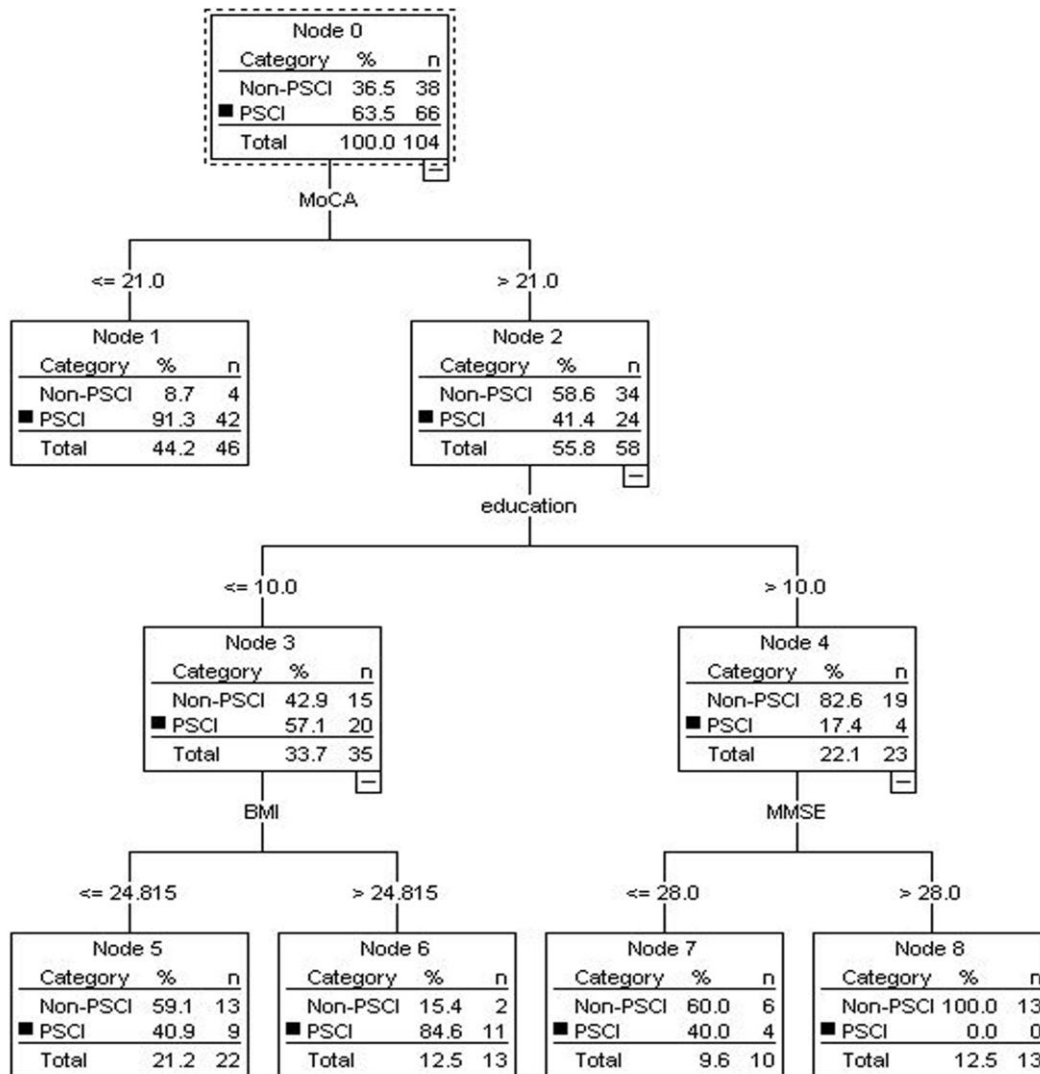 Node 0
Category % n
Non-PSCI 36.5 38
PSCI 63.5 66
Total 100.0 104
MoCA
<= 21.0
> 21.0
Node 1
Category % n
Non-PSCI 8.7 4
PSCI 91.3 42
Total 44.2 46
Node 2
Category % n
Non-PSCI 58.6 34
PSCI 41.4 24
Total 55.8 58
education
<= 10.0
> 10.0
Node 3
Category % n
Non-PSCI 42.9 15
PSCI 57.1 20
Total 33.7 35
Node 4
Category % n
Non-PSCI 82.6 19
PSCI 17.4 4
Total 22.1 23
BMI
MMSE
<= 24.815
> 24.815
<= 28.0
> 28.0
Node 5
Category % n
Non-PSCI 59.1 13
PSCI 40.9 9
Total 21.2 22
Node 6
Category % n
Non-PSCI 15.4 2
PSCI 84.6 11
Total 12.5 13
Node 7
Category % n
Non-PSCI 60.0 6
PSCI 40.0 4
Total 9.6 10
Node 8
Category % n
Non-PSCI 100.0 13
PSCI 0.0 0
Total 12.5 13